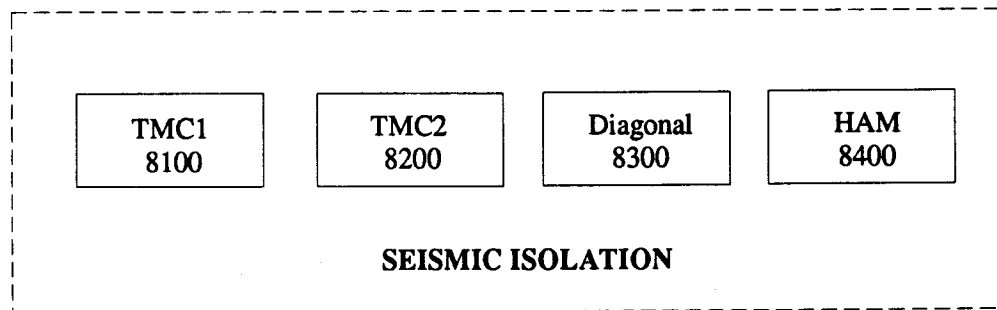 TMC1
8100
TMC2
8200
Diagonal
8300
HAM
8400
SEISMIC ISOLATION